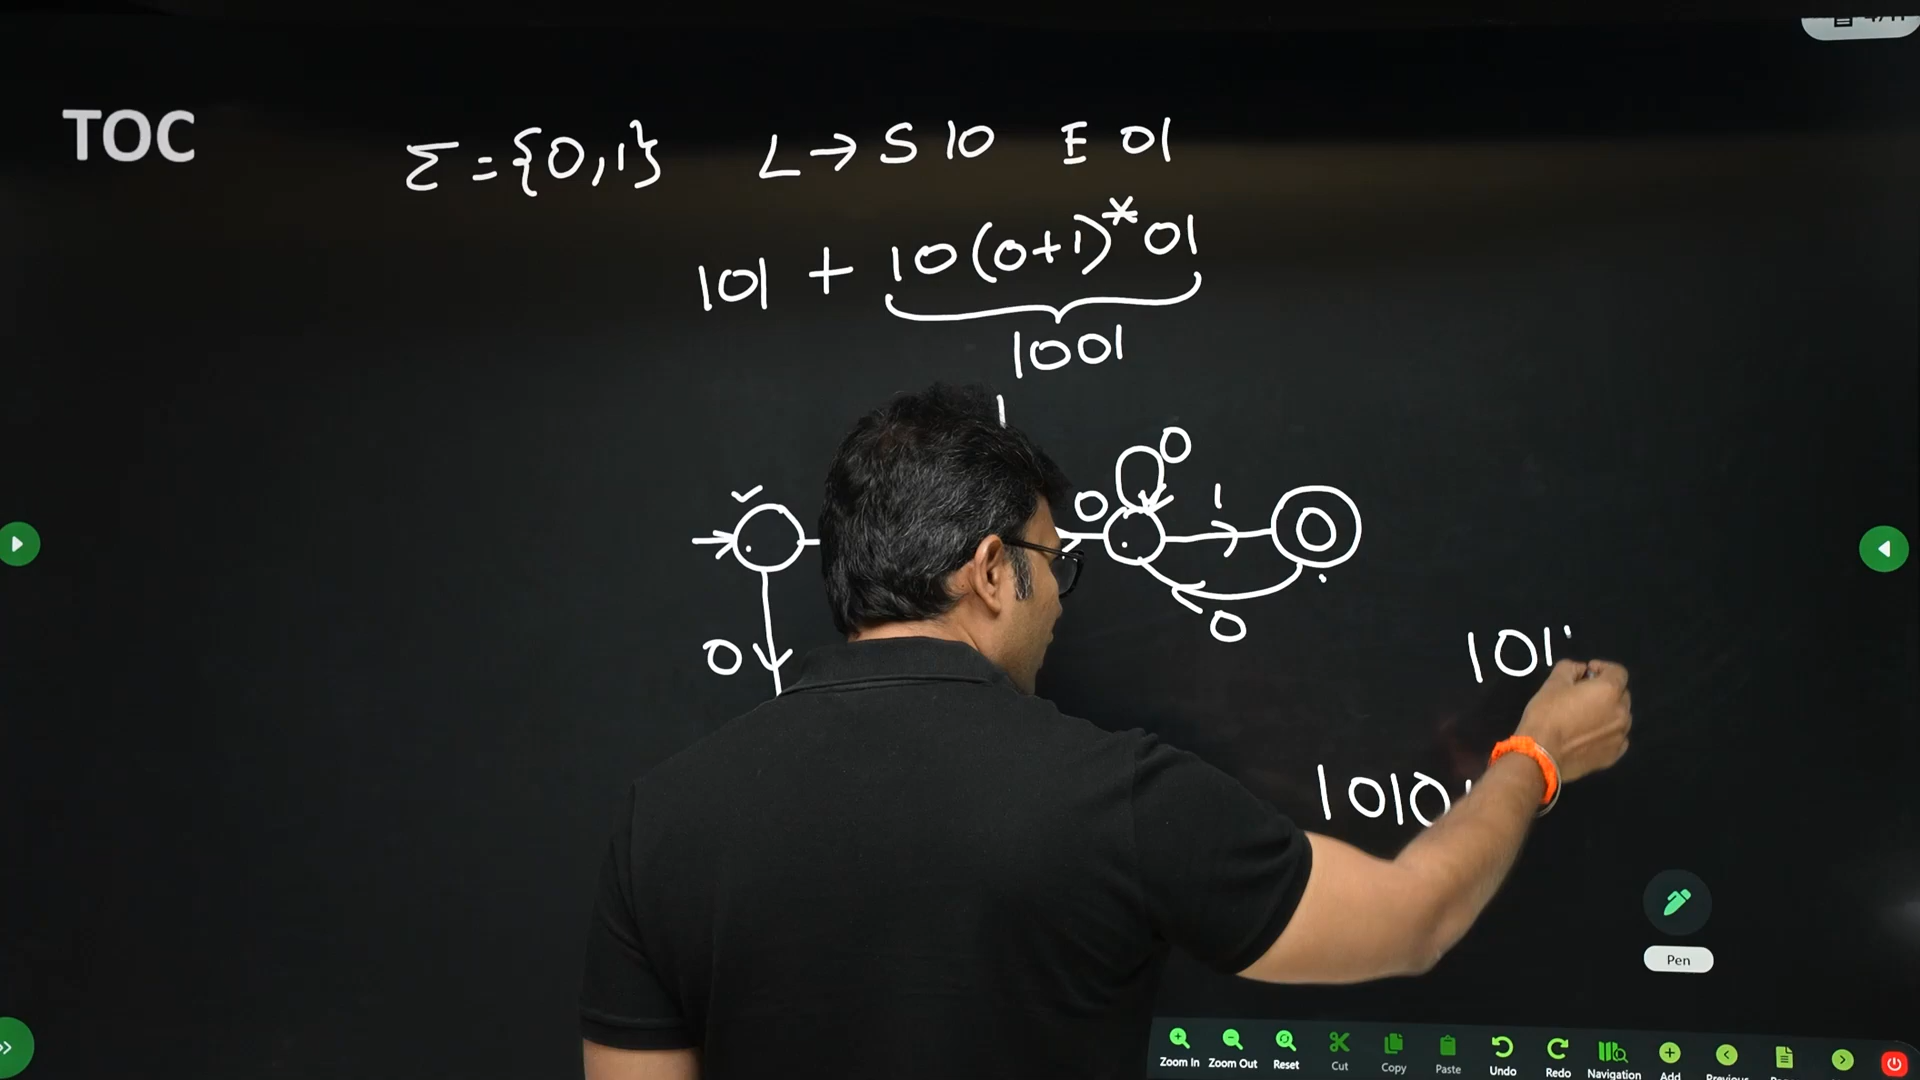 TOC
Σ = {0,1} L → S 10 E 01
101 + 10(0+1)*01
1001
1
0
0 1
0
0
101
1010
Pen
Zoom In Zoom Out Reset Cut Copy Paste Undo Redo Navigation Add